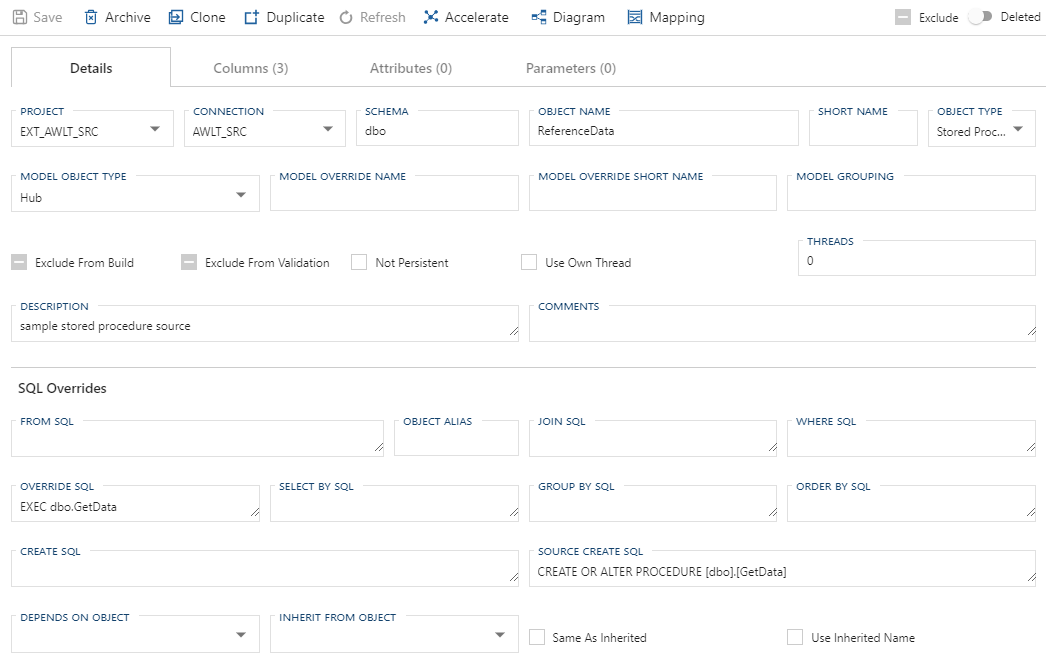 Save Archive Clone Duplicate Refresh Accelerate Diagram Mapping Exclude Deleted
Details Columns (3) Attributes (0) Parameters (0)
PROJECT CONNECTION SCHEMA OBJECT NAME SHORT NAME OBJECT TYPE
EXT_AWLT_SRC AWLT_SRC dbo ReferenceData Stored Proc...
MODEL OBJECT TYPE MODEL OVERRIDE NAME MODEL OVERRIDE SHORT NAME MODEL GROUPING
Hub
THREADS
Exclude From Build Exclude From Validation Not Persistent Use Own Thread 0
DESCRIPTION COMMENTS
sample stored procedure source
SQL Overrides
FROM SQL OBJECT ALIAS JOIN SQL WHERE SQL
OVERRIDE SQL SELECT BY SQL GROUP BY SQL ORDER BY SQL
EXEC dbo.GetData
CREATE SQL SOURCE CREATE SQL
CREATE OR ALTER PROCEDURE [dbo].[GetData]
DEPENDS ON OBJECT INHERIT FROM OBJECT
Same As Inherited Use Inherited Name